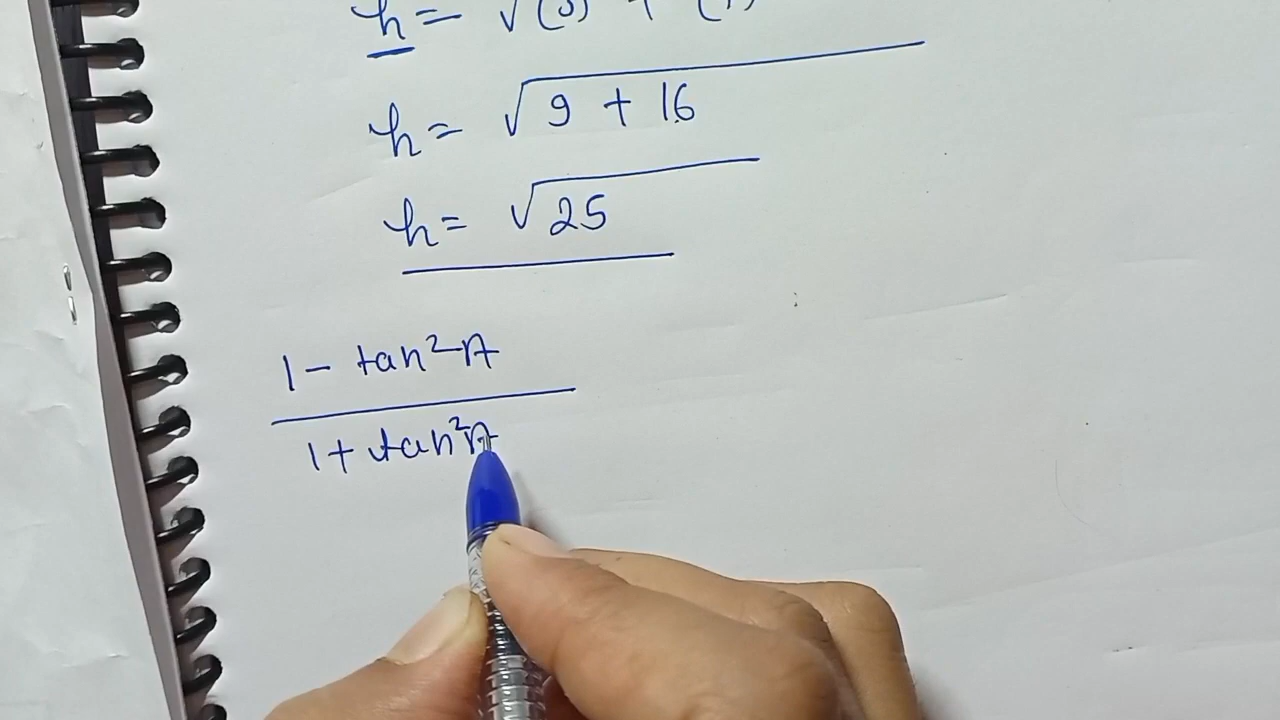 h = √
h = √9 + 16
h = √25
1 - tan²A
1 + tan²A